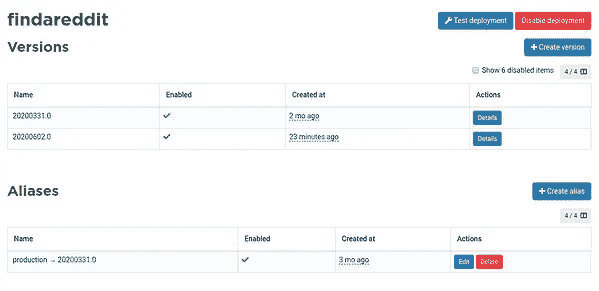 findareddit
Test deployment
Disable deployment
Versions
+ Create version
Show 6 disabled items
4 / 4
Name Enabled Created at Actions
20200331.0 2 mo ago Details
20200602.0 23 minutes ago Details
Aliases
+ Create alias
4 / 4
Name Enabled Created at Actions
production → 20200331.0 3 mo ago Edit Delete